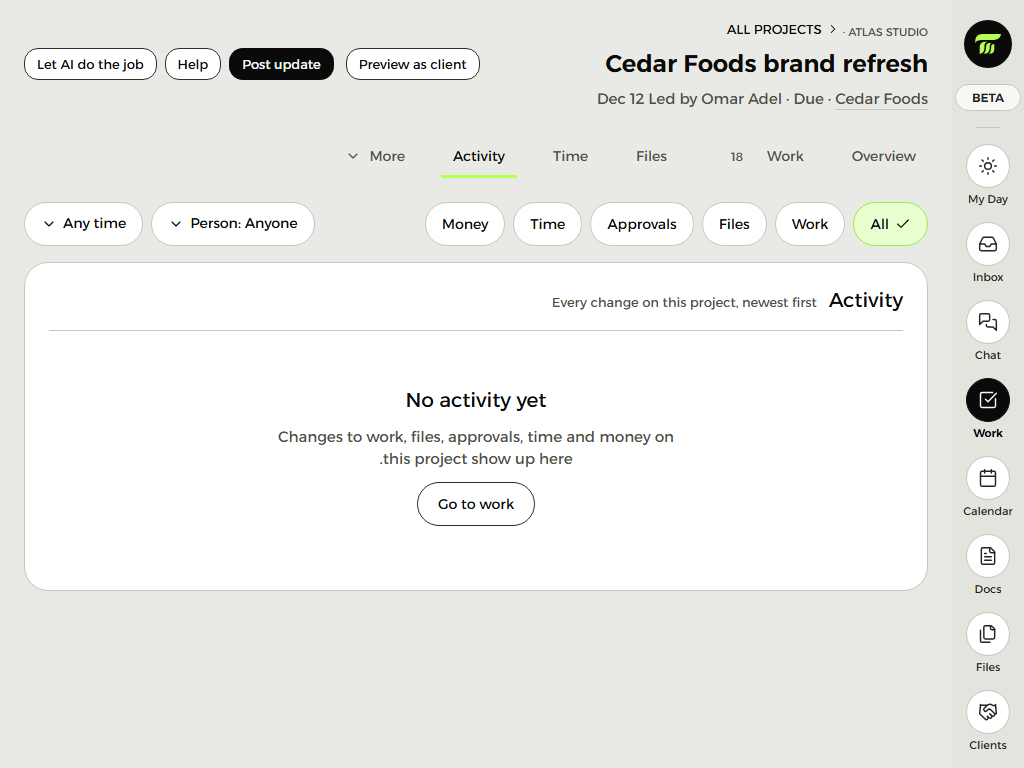 ALL PROJECTS
· ATLAS STUDIO
Cedar Foods brand refresh
Dec 12 Led by Omar Adel · Due · Cedar Foods
Let AI do the job
Help
Post update
Preview as client
Overview
Work 18
Files
Time
Activity
More
All
Work
Files
Approvals
Time
Money
Person: Anyone
Any time
Activity
Every change on this project, newest first
No activity yet
Changes to work, files, approvals, time and money on
.this project show up here
Go to work
BETA
My Day
Inbox
Chat
Work
Calendar
Docs
Files
Clients